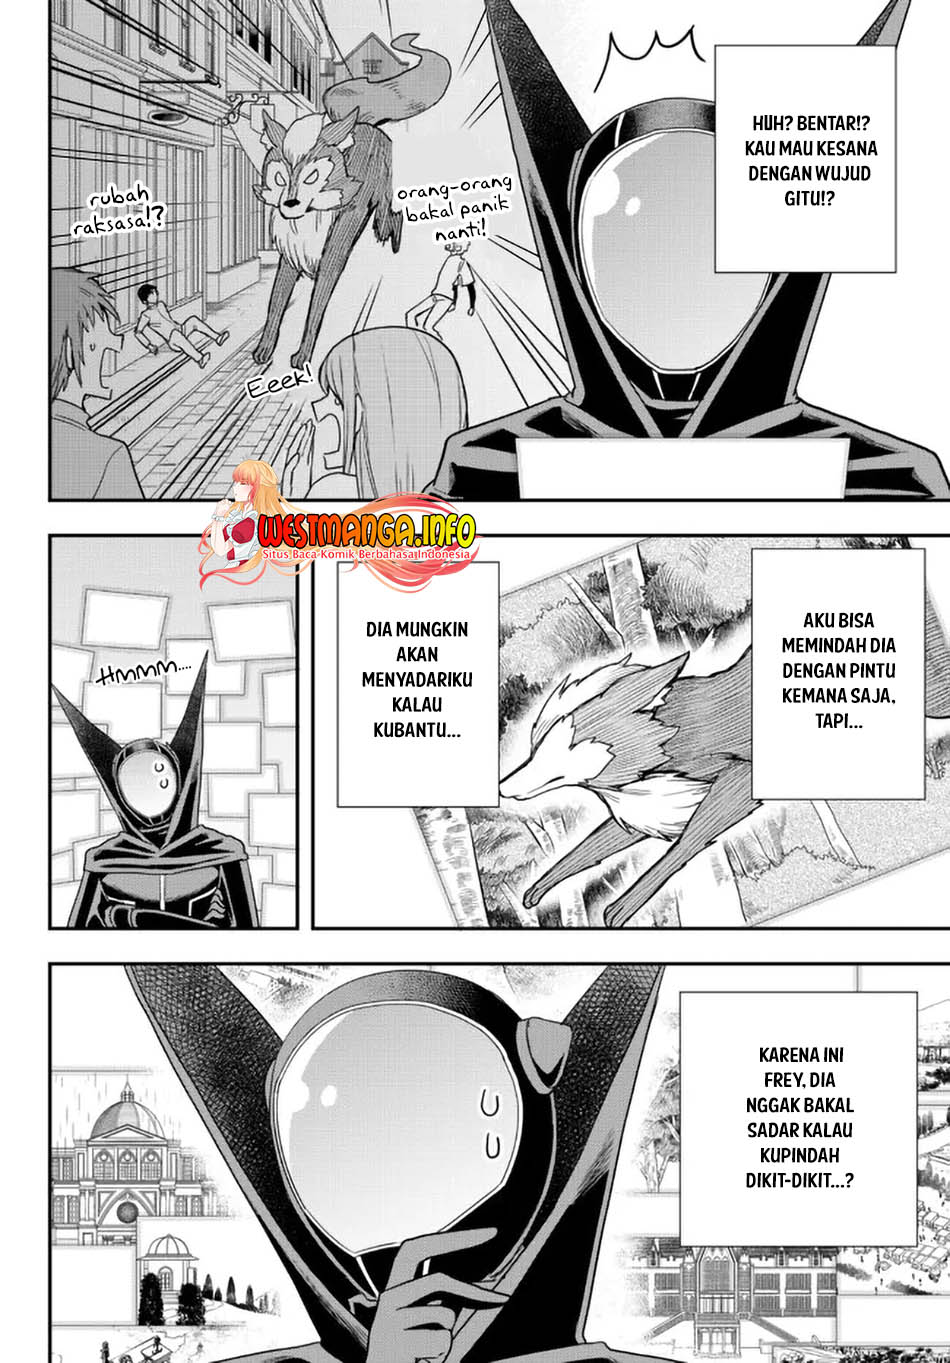 HUH? BENTAR!?
KAU MAU KESANA
DENGAN WUJUD
GITU!?
orang-orang
bakal panik
nanti!
rubah
raksasa!?
Eeek!
WESTMANGA.INFO
Situs Baca Komik Berbahasa Indonesia
AKU BISA
MEMINDAH DIA
DENGAN PINTU
KEMANA SAJA,
TAPI...
DIA MUNGKIN
AKAN
MENYADARIKU
KALAU
KUBANTU...
HMMM....
KARENA INI
FREY, DIA
NGGAK BAKAL
SADAR KALAU
KUPINDAH
DIKIT-DIKIT...?